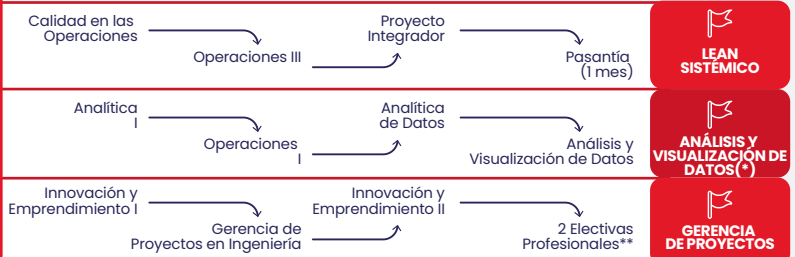 Calidad en las
Operaciones
Operaciones III
Proyecto
Integrador
Pasantía
(1 mes)
LEAN
SISTÉMICO
Analítica
I
Operaciones
I
Analítica
de Datos
Análisis y
Visualización de Datos
ANÁLISIS Y
VISUALIZACIÓN DE
DATOS(*)
Innovación y
Emprendimiento I
Gerencia de
Proyectos en Ingeniería
Innovación y
Emprendimiento II
2 Electivas
Profesionales**
GERENCIA
DE PROYECTOS